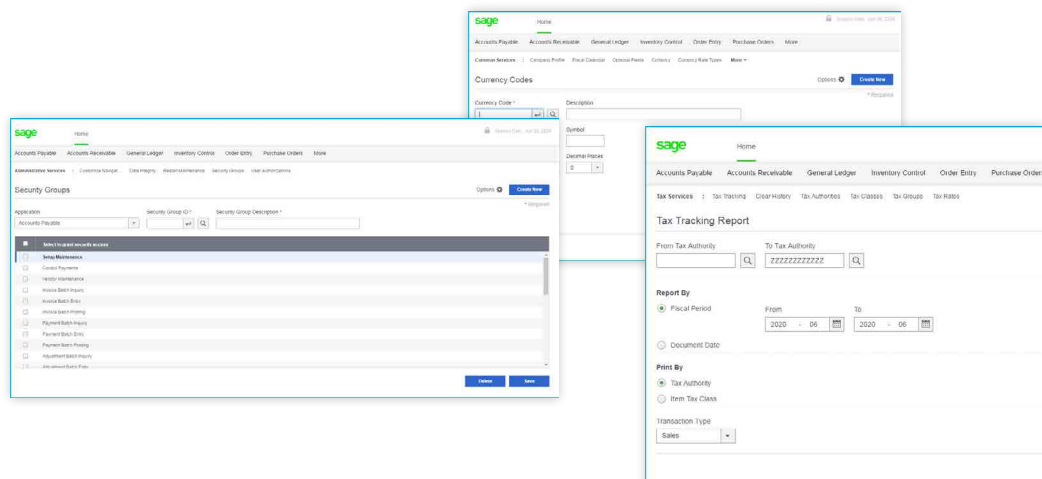 sage Home
Session Date: Jun 06, 2020
Accounts Payable Accounts Receivable General Ledger Inventory Control Order Entry Purchase Orders More
Common Services : Company Profile Fiscal Calendar Optional Fields Currency Currency Rate Types More
Currency Codes Options Create New
* Required
Currency Code * Description
Symbol
Decimal Places
0
sage Home
Accounts Payable Accounts Receivable General Ledger Inventory Control Order Entry Purchase Orders More
Administrative Services : Customize Navigat... Data Integrity Restart Maintenance Security Groups User Authorizations
Security Groups Options Create New
* Required
Application Security Group ID * Security Group Description *
Accounts Payable
Select to grant security access
Setup Maintenance
Control Payments
Vendor Maintenance
Invoice Batch Inquiry
Invoice Batch Entry
Invoice Batch Posting
Payment Batch Inquiry
Payment Batch Entry
Payment Batch Posting
Adjustment Batch Inquiry
Adjustment Batch Entry
Delete Save
sage Home
Accounts Payable Accounts Receivable General Ledger Inventory Control Order Entry Purchase Orders
Tax Services : Tax Tracking Clear History Tax Authorities Tax Classes Tax Groups Tax Rates
Tax Tracking Report
From Tax Authority To Tax Authority
ZZZZZZZZZZZZ
Report By
Fiscal Period From To
2020 - 06 2020 - 06
Document Date
Print By
Tax Authority
Item Tax Class
Transaction Type
Sales